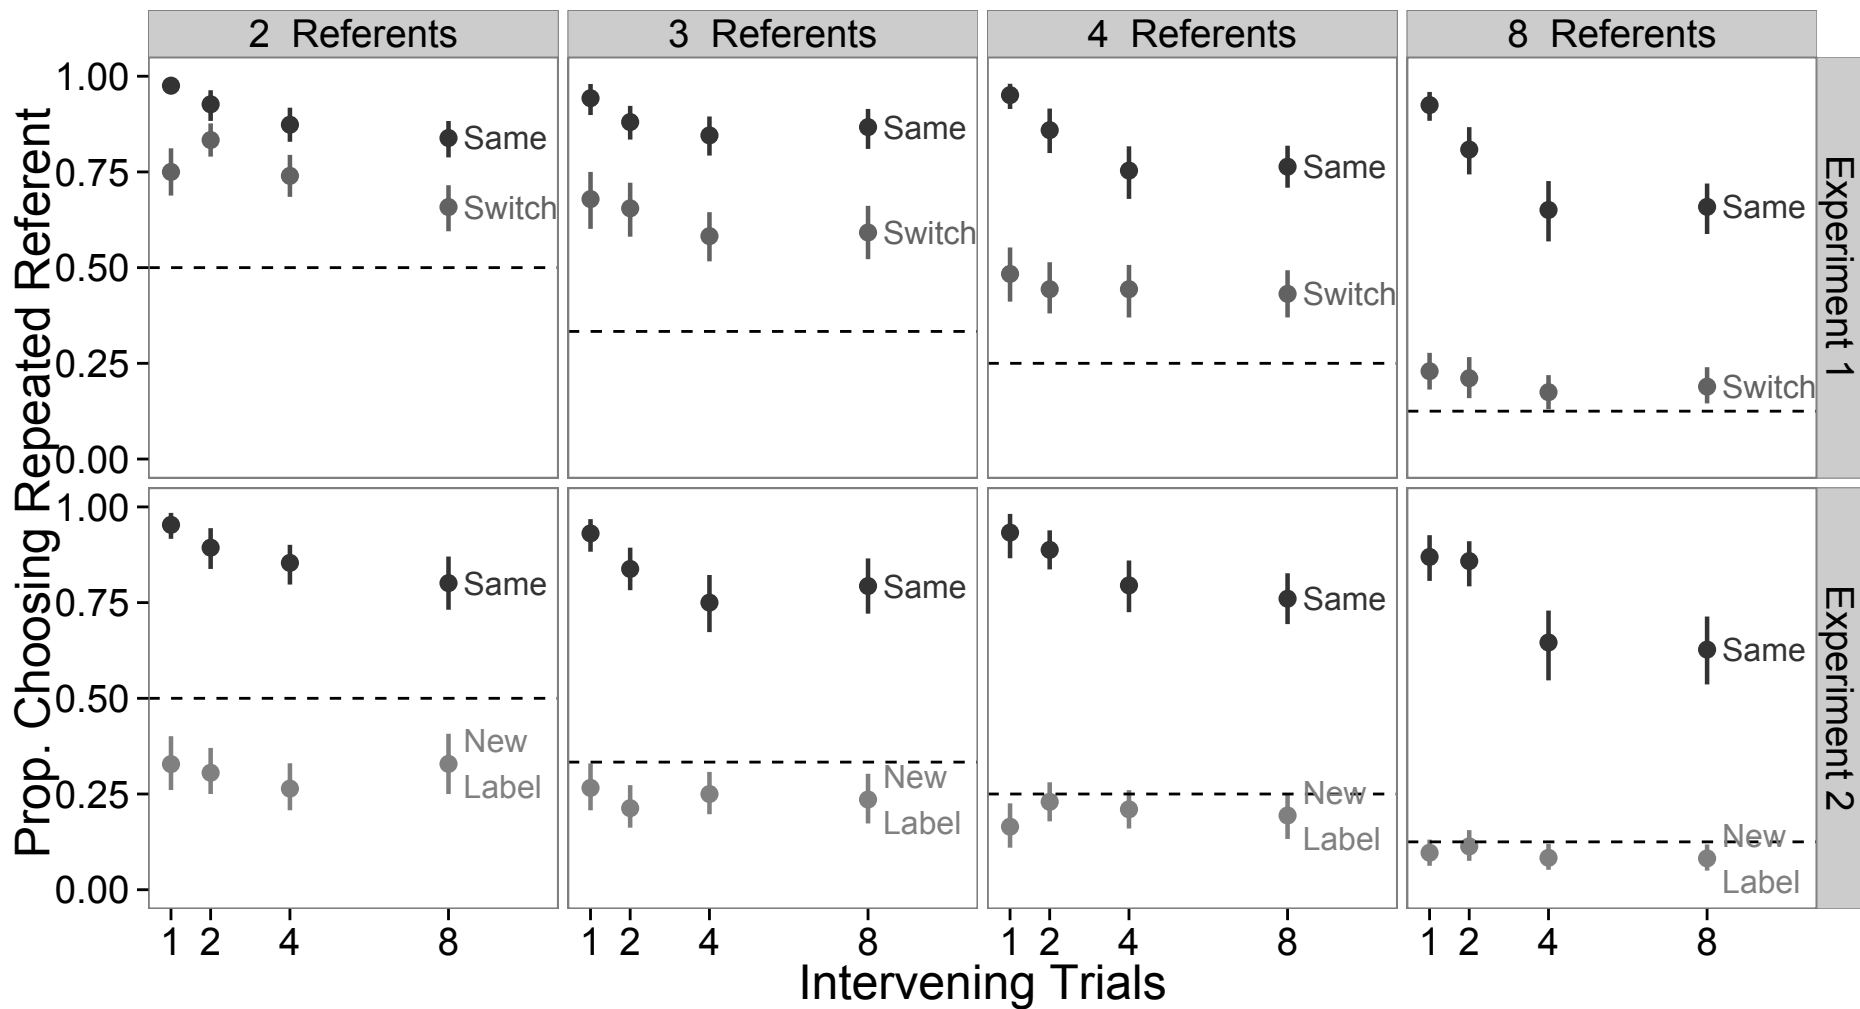 2 Referents
3 Referents
4 Referents
8 Referents
Prop. Choosing Repeated Referent
1.00
0.75
0.50
0.25
0.00
Same
Switch
Same
Switch
Same
Switch
Same
Switch
Experiment 1
1.00
0.75
0.50
0.25
0.00
Same
New
Label
Same
New
Label
Same
New
Label
Same
New
Label
Experiment 2
1 2 4 8
1 2 4 8
1 2 4 8
1 2 4 8
Intervening Trials